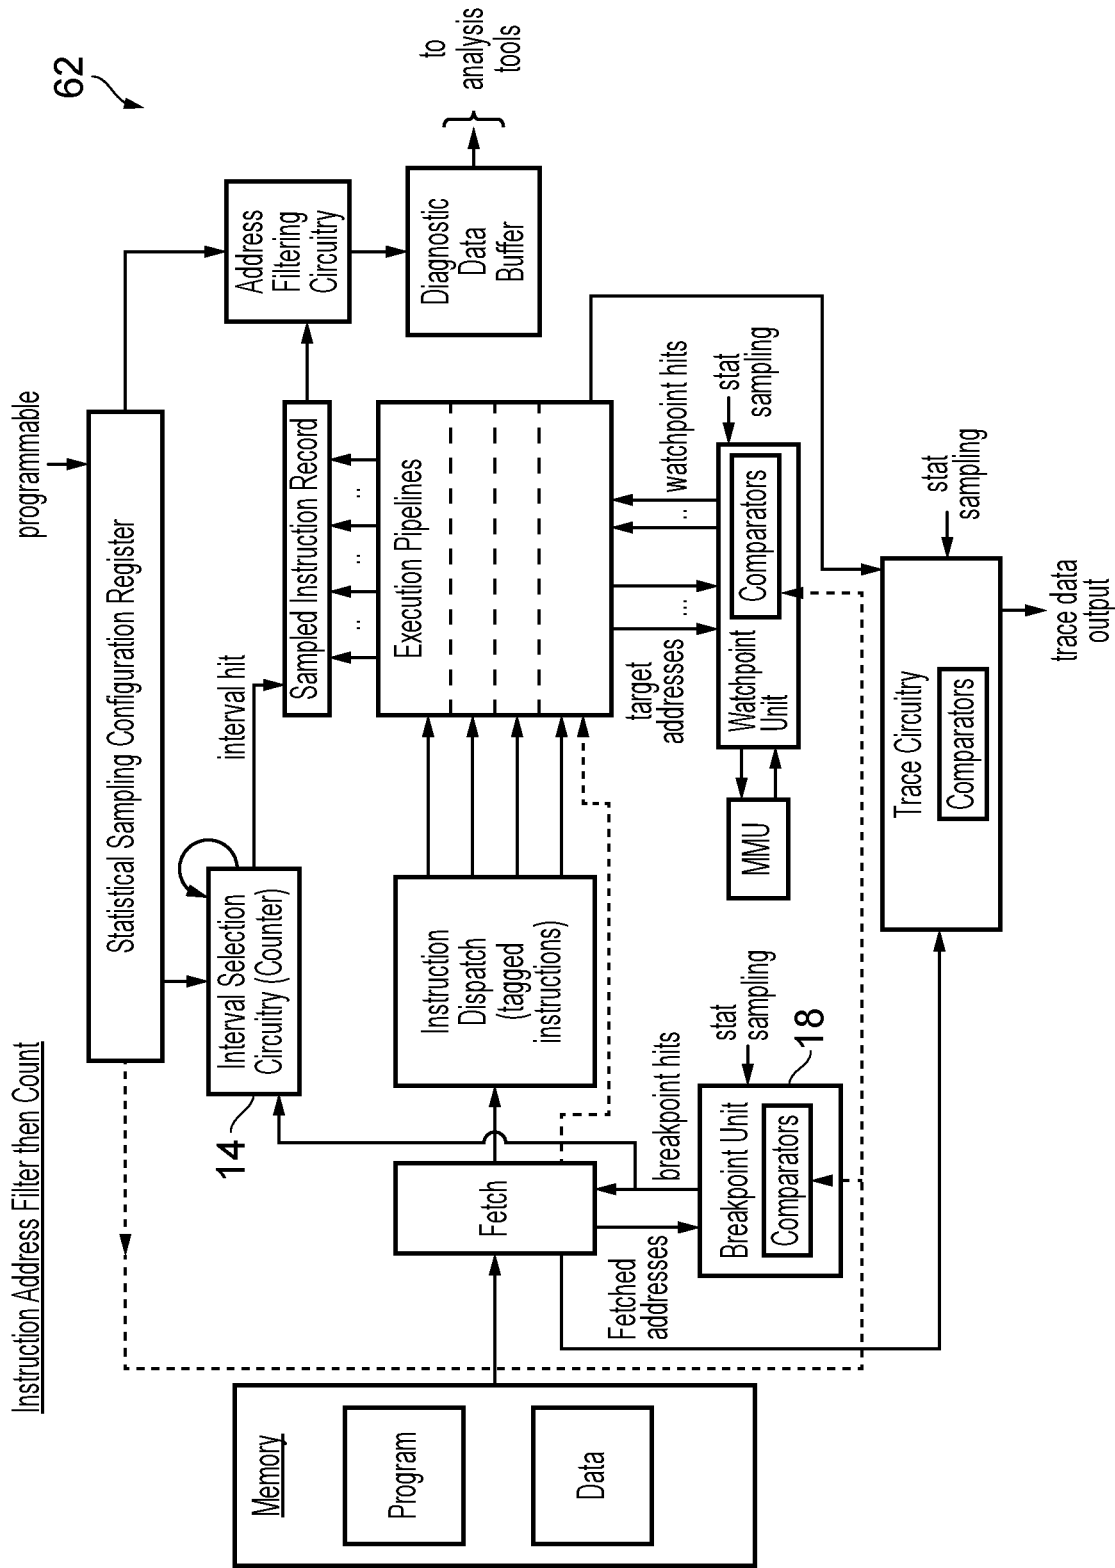 Instruction Address Filter then Count
62
programmable
Statistical Sampling Configuration Register
14
Interval Selection
Circuitry (Counter)
interval hit
Sampled Instruction Record
Address
Filtering
Circuitry
Diagnostic
Data
Buffer
to
analysis
tools
Memory
Program
Data
Fetch
Instruction
Dispatch
(tagged
instructions)
Execution Pipelines
..
..
..
Fetched
addresses
breakpoint hits
stat
sampling
18
Breakpoint Unit
Comparators
target
addresses
...
..
watchpoint hits
stat
sampling
MMU
Watchpoint
Unit
Comparators
Trace Circuitry
Comparators
stat
sampling
trace data
output